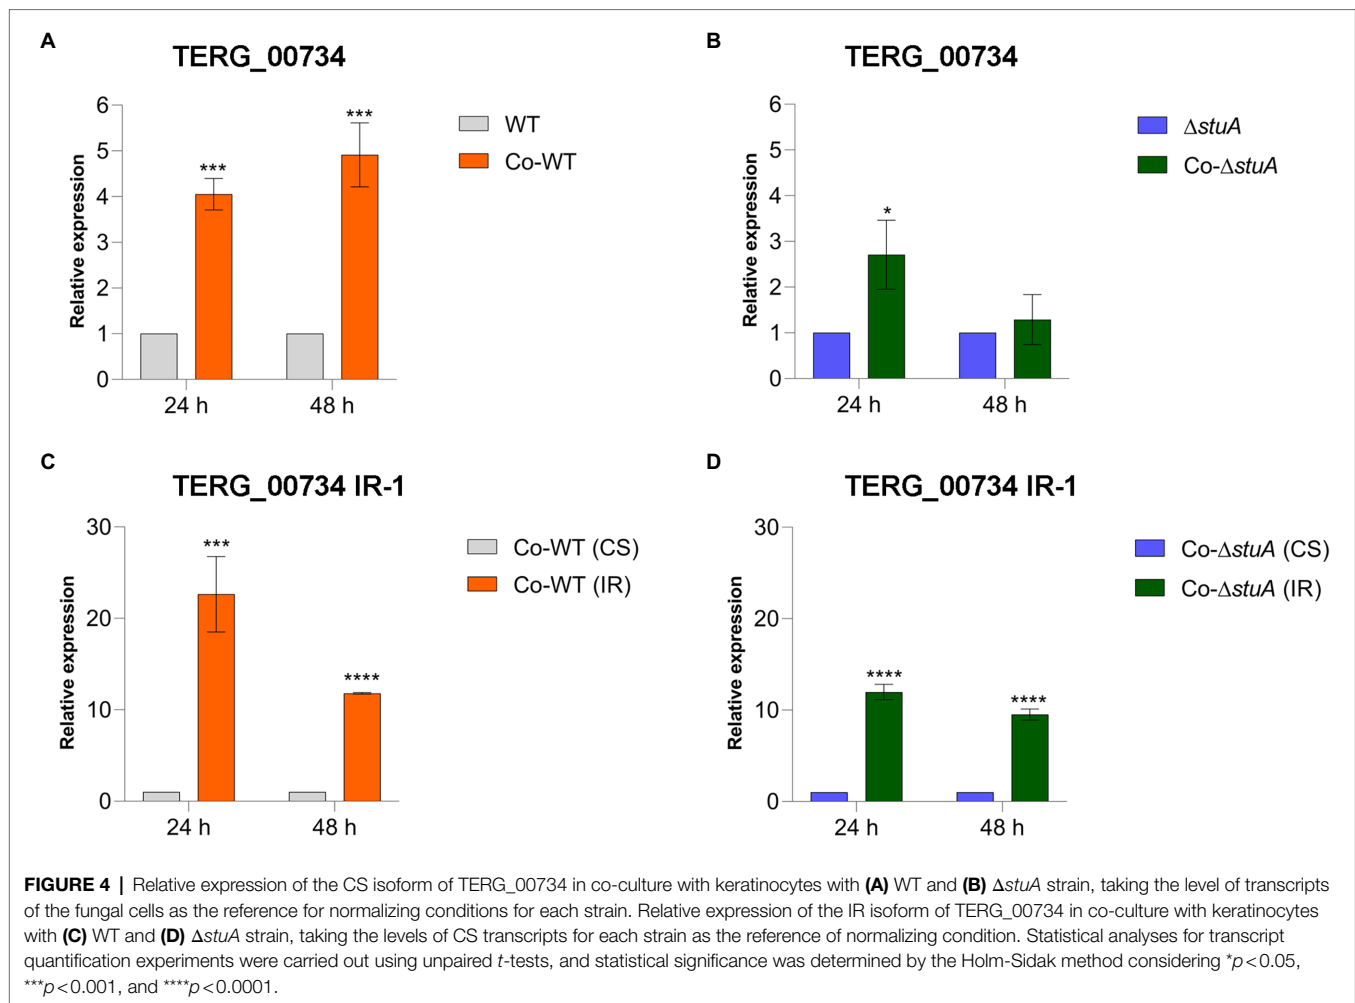 A
TERG_00734
6
5
4
3
2
1
0
Relative expression
***
***
24 h
48 h
WT
Co-WT
B
TERG_00734
6
5
4
3
2
1
0
Relative expression
*
24 h
48 h
ΔstuA
Co-ΔstuA
C
TERG_00734 IR-1
30
20
10
0
Relative expression
***
****
24 h
48 h
Co-WT (CS)
Co-WT (IR)
D
TERG_00734 IR-1
30
20
10
0
Relative expression
****
****
24 h
48 h
Co-ΔstuA (CS)
Co-ΔstuA (IR)
FIGURE 4 | Relative expression of the CS isoform of TERG_00734 in co-culture with keratinocytes with (A) WT and (B) ΔstuA strain, taking the level of transcripts
of the fungal cells as the reference for normalizing conditions for each strain. Relative expression of the IR isoform of TERG_00734 in co-culture with keratinocytes
with (C) WT and (D) ΔstuA strain, taking the levels of CS transcripts for each strain as the reference of normalizing condition. Statistical analyses for transcript
quantification experiments were carried out using unpaired t-tests, and statistical significance was determined by the Holm-Sidak method considering *p<0.05,
***p<0.001, and ****p<0.0001.